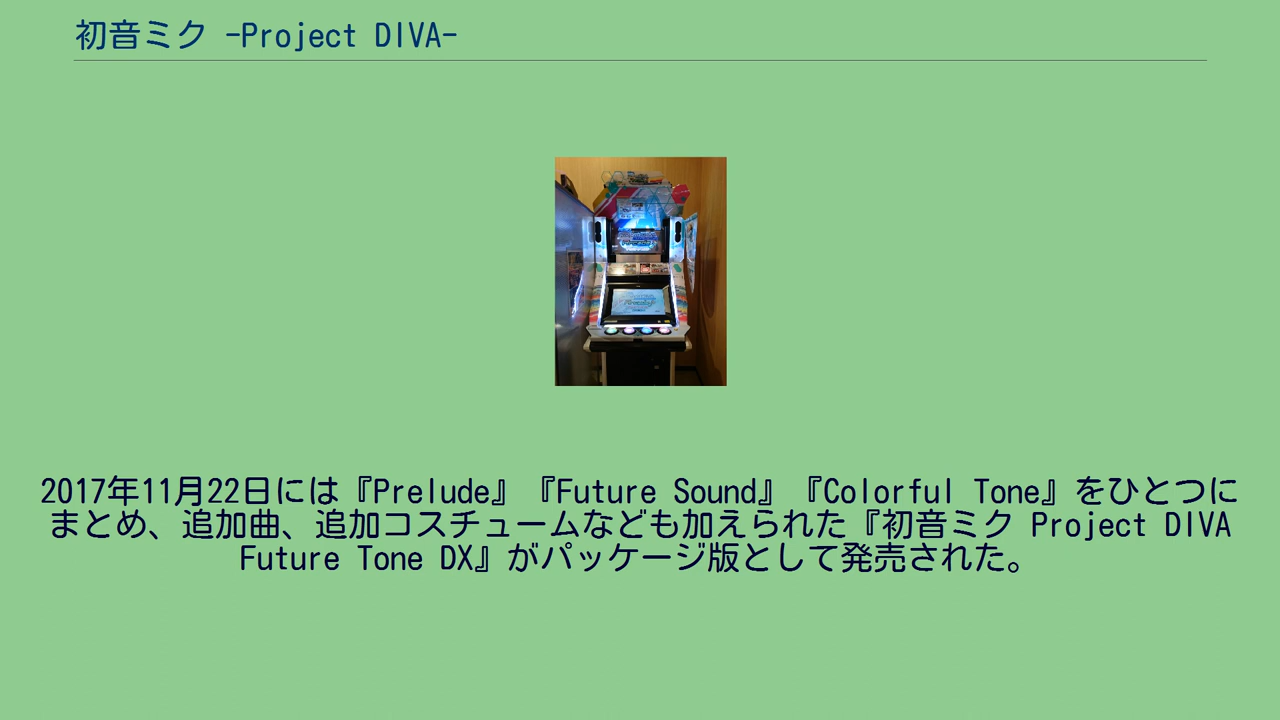 初音ミク -Project DIVA-
2017年11月22日には『Prelude』『Future Sound』『Colorful Tone』をひとつに
まとめ、追加曲、追加コスチュームなども加えられた『初音ミク Project DIVA
Future Tone DX』がパッケージ版として発売された。